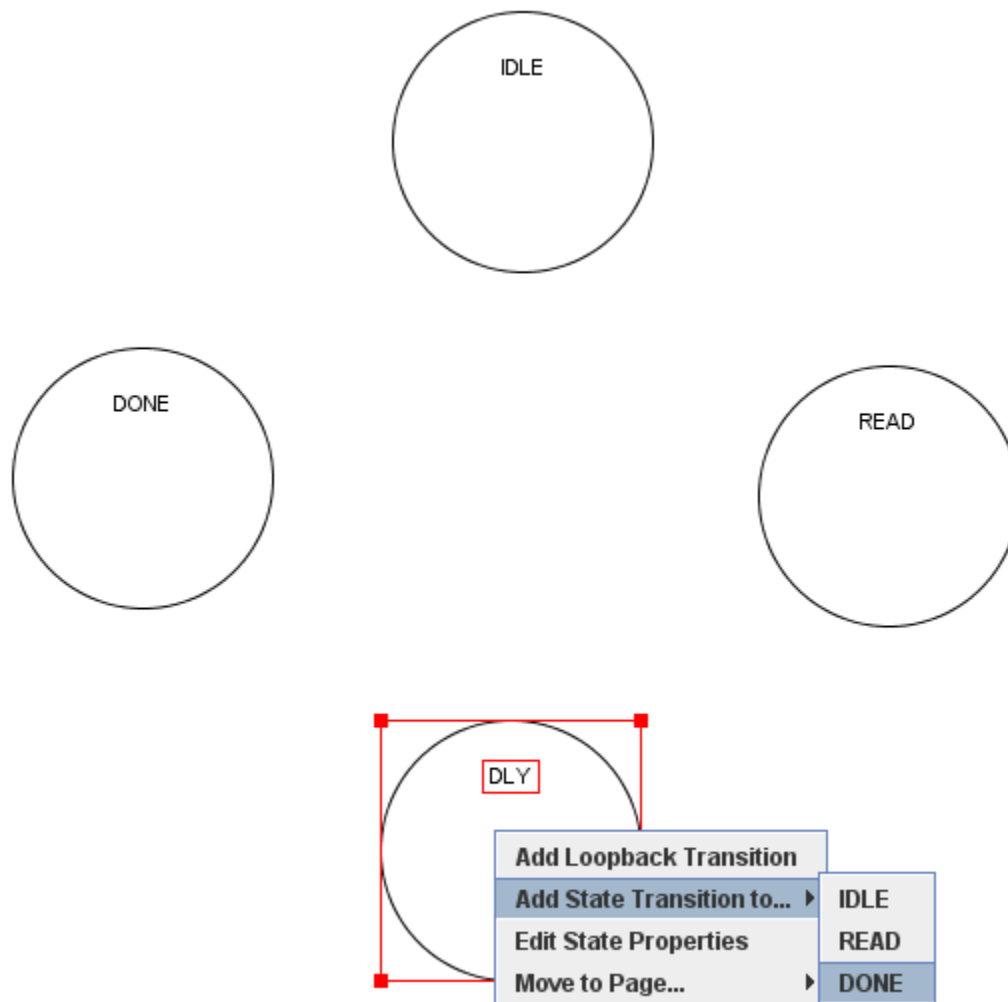 IDLE
DONE
READ
DLY
Add Loopback Transition
Add State Transition to...
IDLE
Edit State Properties
READ
Move to Page...
DONE